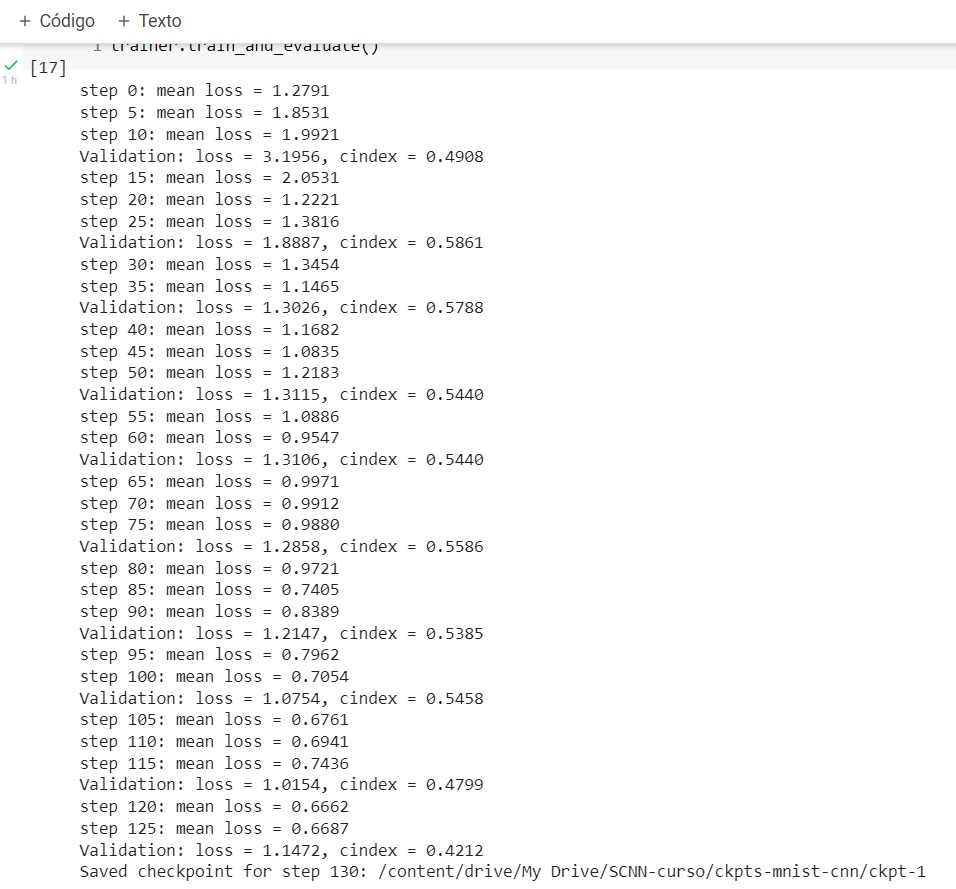 + Código + Texto
1 trainer.train_and_evaluate()
[17]
1 h
step 0: mean loss = 1.2791
step 5: mean loss = 1.8531
step 10: mean loss = 1.9921
Validation: loss = 3.1956, cindex = 0.4908
step 15: mean loss = 2.0531
step 20: mean loss = 1.2221
step 25: mean loss = 1.3816
Validation: loss = 1.8887, cindex = 0.5861
step 30: mean loss = 1.3454
step 35: mean loss = 1.1465
Validation: loss = 1.3026, cindex = 0.5788
step 40: mean loss = 1.1682
step 45: mean loss = 1.0835
step 50: mean loss = 1.2183
Validation: loss = 1.3115, cindex = 0.5440
step 55: mean loss = 1.0886
step 60: mean loss = 0.9547
Validation: loss = 1.3106, cindex = 0.5440
step 65: mean loss = 0.9971
step 70: mean loss = 0.9912
step 75: mean loss = 0.9880
Validation: loss = 1.2858, cindex = 0.5586
step 80: mean loss = 0.9721
step 85: mean loss = 0.7405
step 90: mean loss = 0.8389
Validation: loss = 1.2147, cindex = 0.5385
step 95: mean loss = 0.7962
step 100: mean loss = 0.7054
Validation: loss = 1.0754, cindex = 0.5458
step 105: mean loss = 0.6761
step 110: mean loss = 0.6941
step 115: mean loss = 0.7436
Validation: loss = 1.0154, cindex = 0.4799
step 120: mean loss = 0.6662
step 125: mean loss = 0.6687
Validation: loss = 1.1472, cindex = 0.4212
Saved checkpoint for step 130: /content/drive/My Drive/SCNN-curso/ckpts-mnist-cnn/ckpt-1